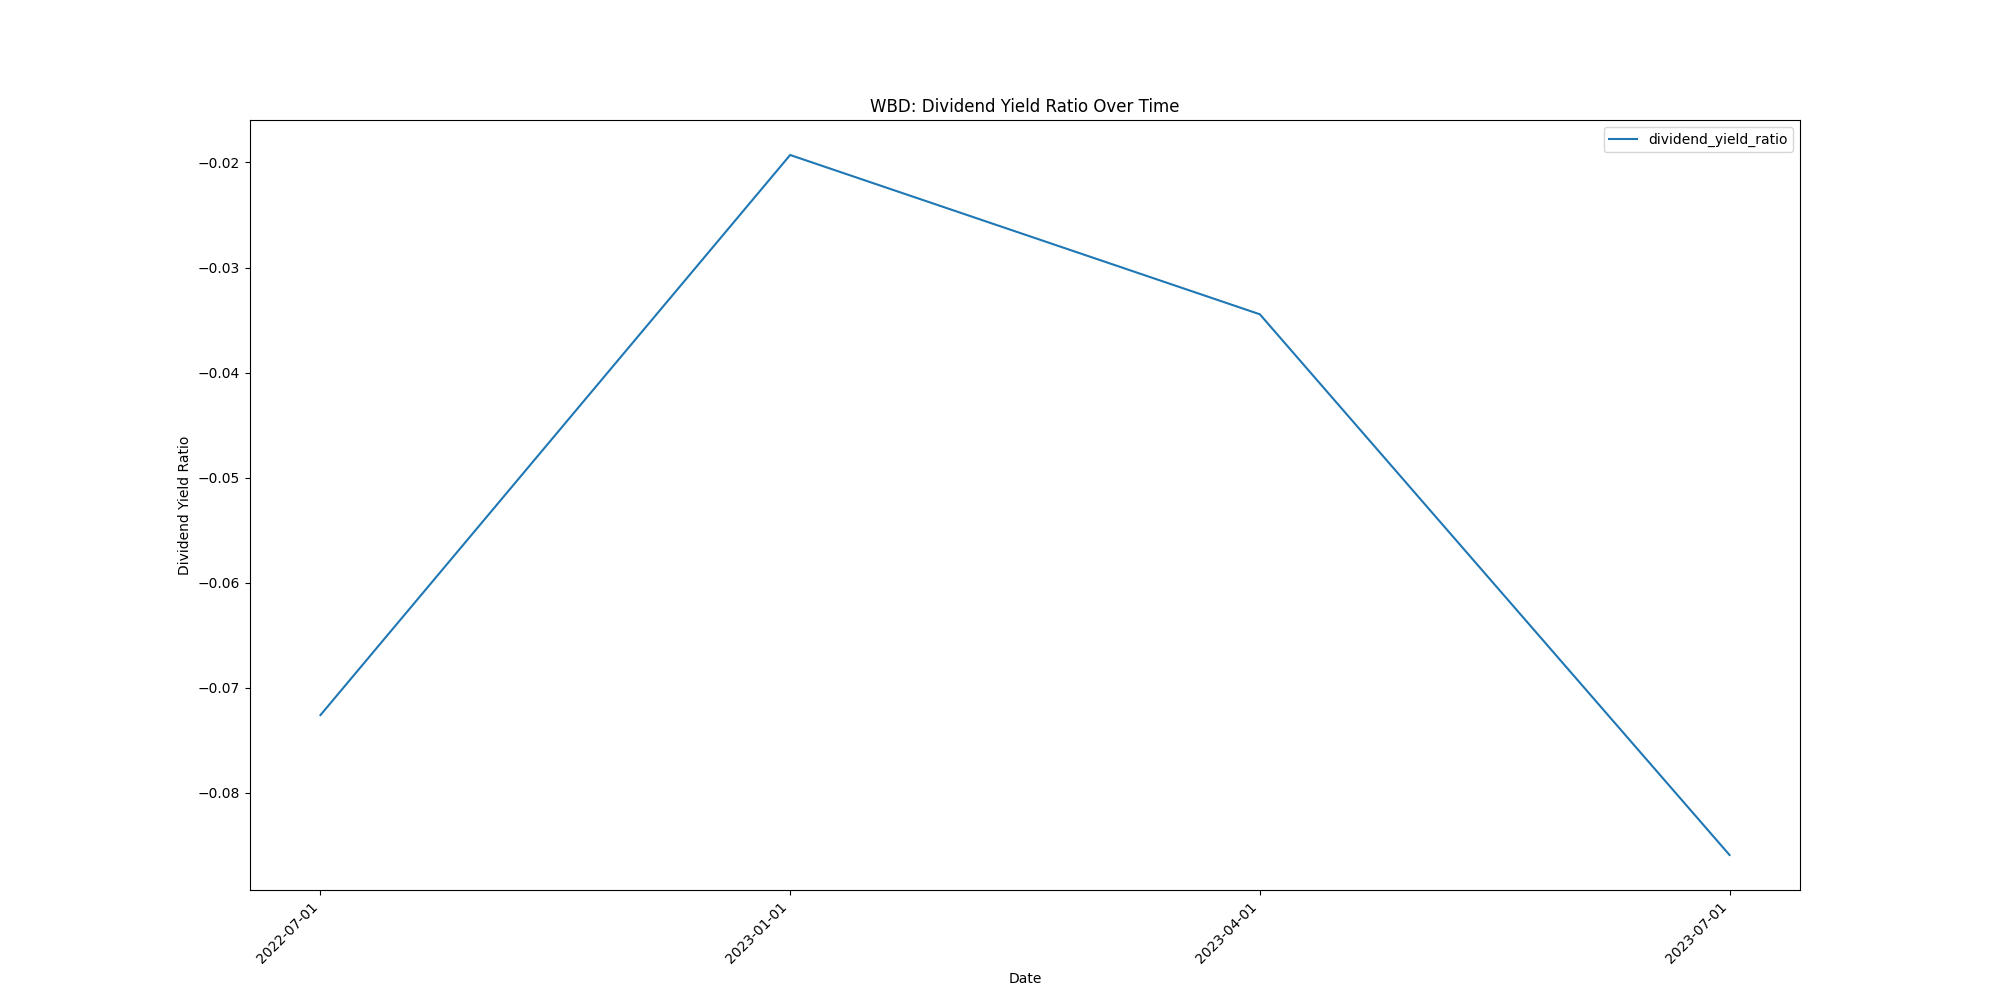 WBD: Dividend Yield Ratio Over Time
dividend_yield_ratio
Dividend Yield Ratio
−0.02
−0.03
−0.04
−0.05
−0.06
−0.07
−0.08
2022-07-01
2023-01-01
2023-04-01
2023-07-01
Date